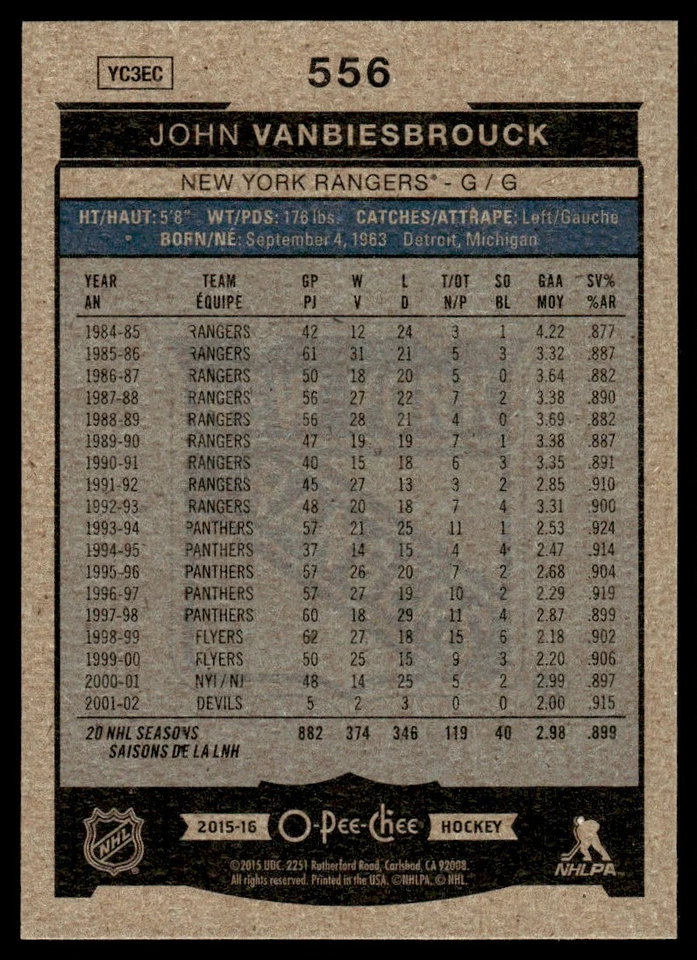 YC3EC
556
JOHN VANBIESBROUCK
NEW YORK RANGERS® - G / G
HT/HAUT: 5'8" WT/PDS: 176 lbs. CATCHES/ATTRAPE: Left/Gauche
BORN/NÉ: September 4, 1963 Detroit, Michigan
YEAR TEAM GP W L T/OT SO GAA SV%
AN ÉQUIPE PJ V D N/P BL MOY %AR
1984-85 RANGERS 42 12 24 3 1 4.22 .877
1985-86 RANGERS 61 31 21 5 3 3.32 .887
1986-87 RANGERS 50 18 20 5 0 3.64 .882
1987-88 RANGERS 56 27 22 7 2 3.38 .890
1988-89 RANGERS 56 28 21 4 0 3.69 .882
1989-90 RANGERS 47 19 19 7 1 3.38 .887
1990-91 RANGERS 40 15 18 6 3 3.35 .891
1991-92 RANGERS 45 27 13 3 2 2.85 .910
1992-93 RANGERS 48 20 18 7 4 3.31 .900
1993-94 PANTHERS 57 21 25 11 1 2.53 .924
1994-95 PANTHERS 37 14 15 4 4 2.47 .914
1995-96 PANTHERS 57 26 20 7 2 2.68 .904
1996-97 PANTHERS 57 27 19 10 2 2.29 .919
1997-98 PANTHERS 60 18 29 11 4 2.87 .899
1998-99 FLYERS 62 27 18 15 6 2.18 .902
1999-00 FLYERS 50 25 15 9 3 2.20 .906
2000-01 NYI / NJ 48 14 25 5 2 2.99 .897
2001-02 DEVILS 5 2 3 0 0 2.00 .915
20 NHL SEASONS 882 374 346 119 40 2.98 .899
SAISONS DE LA LNH
NHL
2015-16 O-Pee-Chee HOCKEY
NHLPA
©2015 UDC. 2251 Rutherford Road, Carlsbad, CA 92008.
All rights reserved. Printed in the USA. ©NHLPA. © NHL.